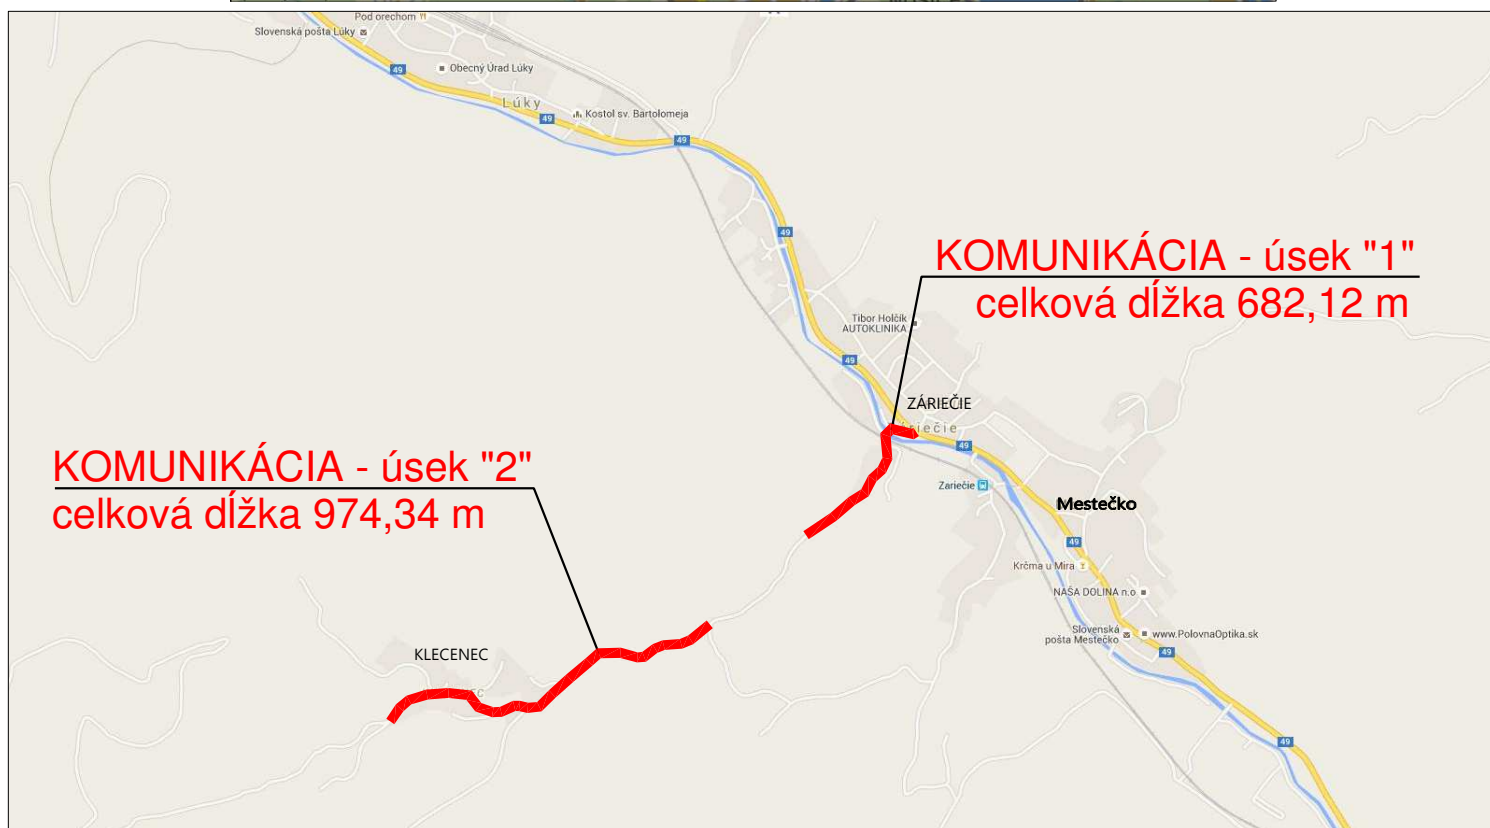 Pod orechom
Slovenská pošta Lúky
49
Obecný Úrad Lúky
Lúky
49
Kostol sv. Bartolomeja
49
49
KOMUNIKÁCIA - úsek "1"
celková dĺžka 682,12 m
Tibor Holčík
AUTOKLINIKA
49
ZÁRIEČIE
49
KOMUNIKÁCIA - úsek "2"
celková dĺžka 974,34 m
Zariečie
Mestečko
49
Krčma u Mira
NAŠA DOLINA n.o
Slovenská
pošta Mestečko
www.PolovnaOptika.sk
49
KLECENEC
49